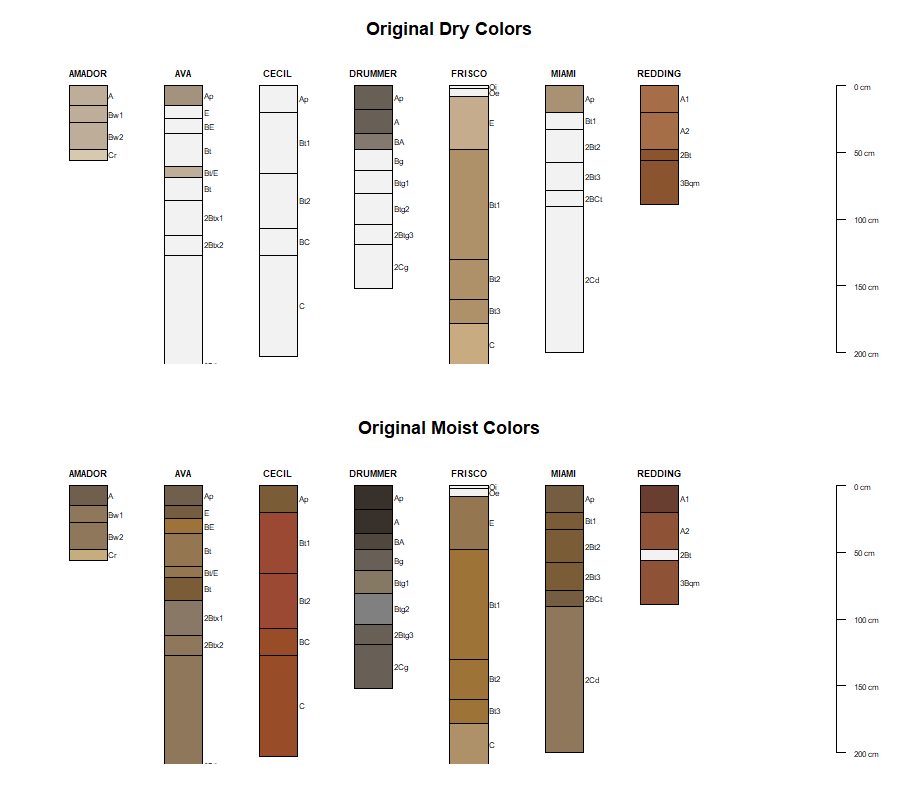 Original Dry Colors
AMADOR AVA CECIL DRUMMER FRISCO MIAMI REDDING
A
Bw1
Bw2
Cr
Ap
E
BE
Bt
Bt/E
Bt
2Btx1
2Btx2
Ap
Bt1
Bt2
BC
C
Ap
A
BA
Bg
Btg1
Btg2
2Btg3
2Cg
Oi
Oe
E
Bt1
Bt2
Bt3
C
Ap
Bt1
2Bt2
2Bt3
2BCt
2Cd
A1
A2
2Bt
3Bqm
0 cm
50 cm
100 cm
150 cm
200 cm
Original Moist Colors
AMADOR AVA CECIL DRUMMER FRISCO MIAMI REDDING
A
Bw1
Bw2
Cr
Ap
E
BE
Bt
Bt/E
Bt
2Btx1
2Btx2
Ap
Bt1
Bt2
BC
C
Ap
A
BA
Bg
Btg1
Btg2
2Btg3
2Cg
Oi
Oe
E
Bt1
Bt2
Bt3
C
Ap
Bt1
2Bt2
2Bt3
2BCt
2Cd
A1
A2
2Bt
3Bqm
0 cm
50 cm
100 cm
150 cm
200 cm